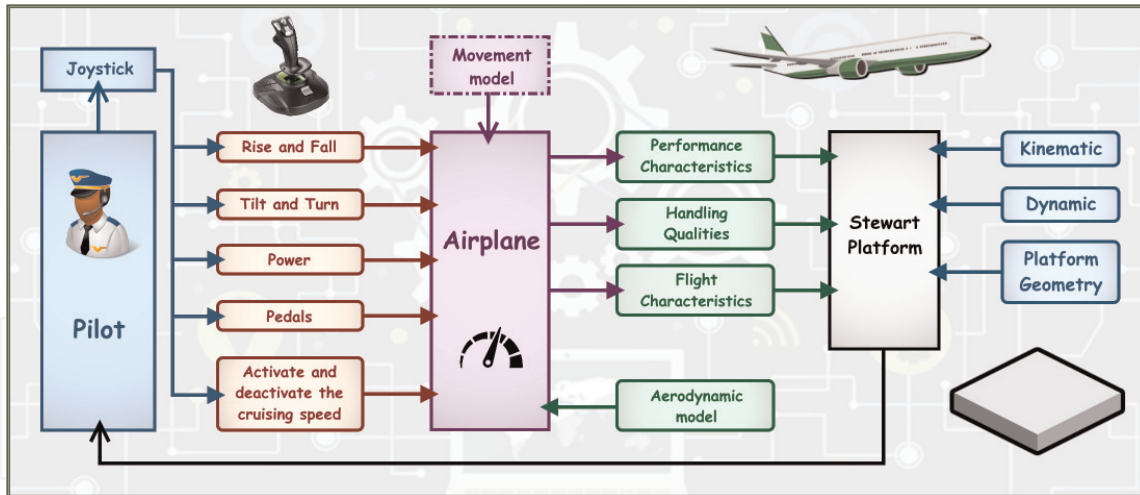 Joystick
Pilot
Rise and Fall
Tilt and Turn
Power
Pedals
Activate and
deactivate the
cruising speed
Movement
model
Airplane
Performance
Characteristics
Handling
Qualities
Flight
Characteristics
Aerodynamic
model
Stewart
Platform
Kinematic
Dynamic
Platform
Geometry